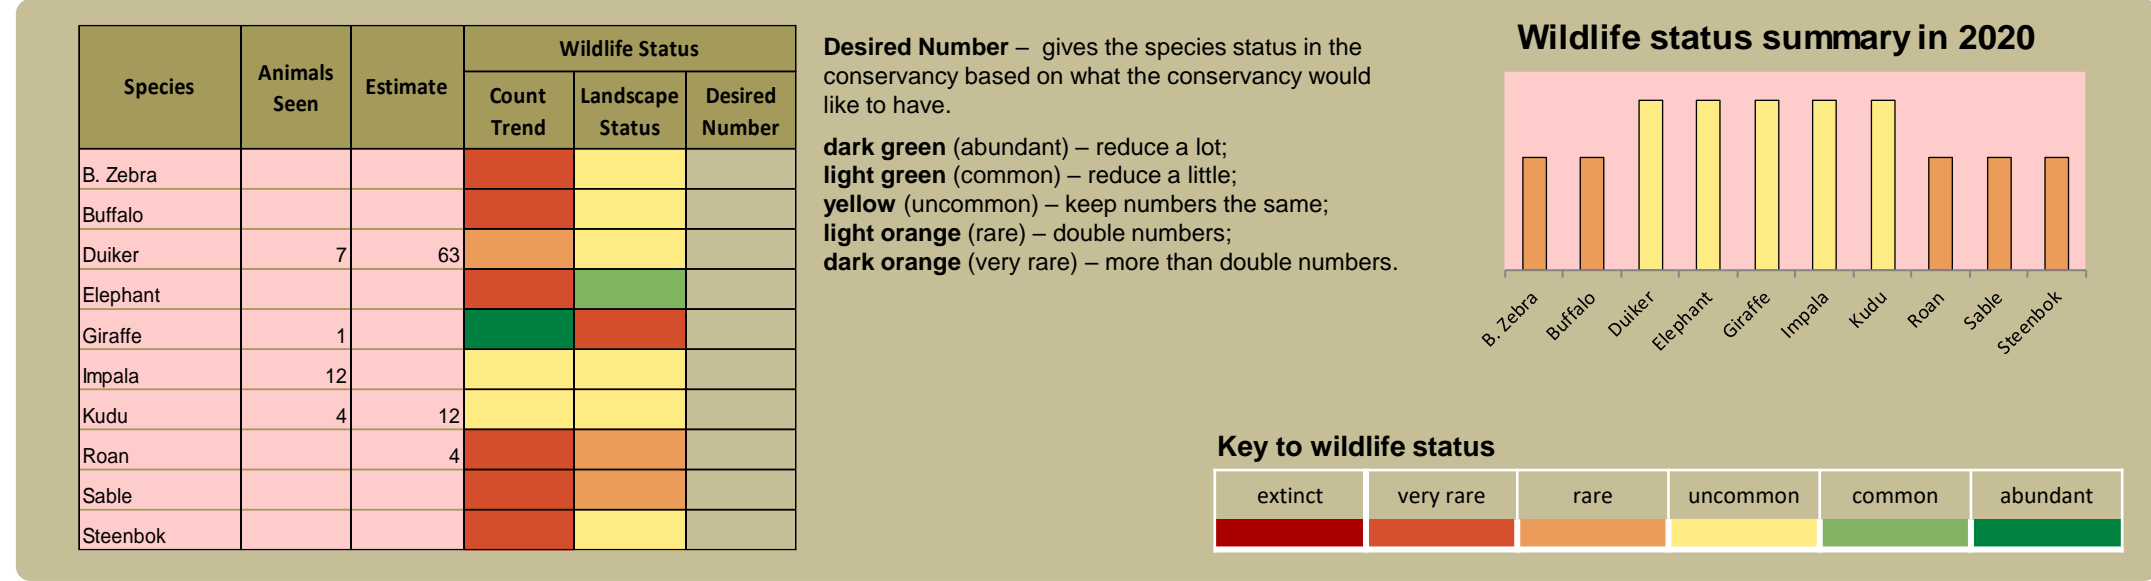 Species
Animals Seen
Estimate
Wildlife Status
Count Trend
Landscape Status
Desired Number
B. Zebra
Buffalo
Duiker 7 63
Elephant
Giraffe 1
Impala 12
Kudu 4 12
Roan 4
Sable
Steenbok
Desired Number – gives the species status in the
conservancy based on what the conservancy would
like to have.
dark green (abundant) – reduce a lot;
light green (common) – reduce a little;
yellow (uncommon) – keep numbers the same;
light orange (rare) – double numbers;
dark orange (very rare) – more than double numbers.
Wildlife status summary in 2020
B. Zebra
Buffalo
Duiker
Elephant
Giraffe
Impala
Kudu
Roan
Sable
Steenbok
Key to wildlife status
extinct very rare rare uncommon common abundant